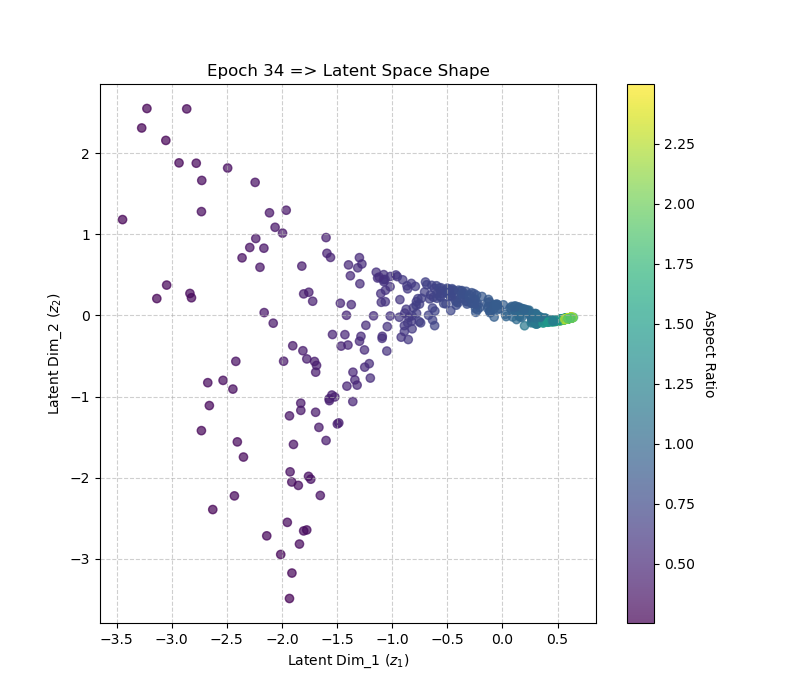 Epoch 34 => Latent Space Shape
Latent Dim_2 (z₂)
2
1
0
−1
−2
−3
−3.5 −3.0 −2.5 −2.0 −1.5 −1.0 −0.5 0.0 0.5
Latent Dim_1 (z₁)
2.25
2.00
1.75
1.50
1.25
1.00
0.75
0.50
Aspect Ratio